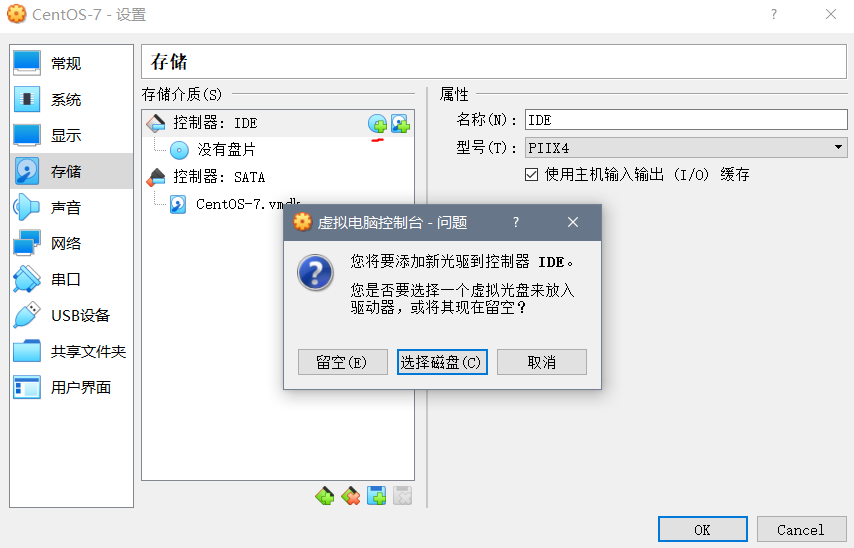 CentOS-7 - 设置
常规
系统
显示
存储
声音
网络
串口
USB设备
共享文件夹
用户界面
存储
存储介质(S)
控制器: IDE
没有盘片
控制器: SATA
CentOS-7.vmdk
属性
名称(N): IDE
型号(T): PIIX4
使用主机输入输出 (I/O) 缓存
虚拟电脑控制台 - 问题
您将要添加新光驱到控制器 IDE。
您是否要选择一个虚拟光盘来放入
驱动器，或将其现在留空？
留空(E)
选择磁盘(C)
取消
OK
Cancel